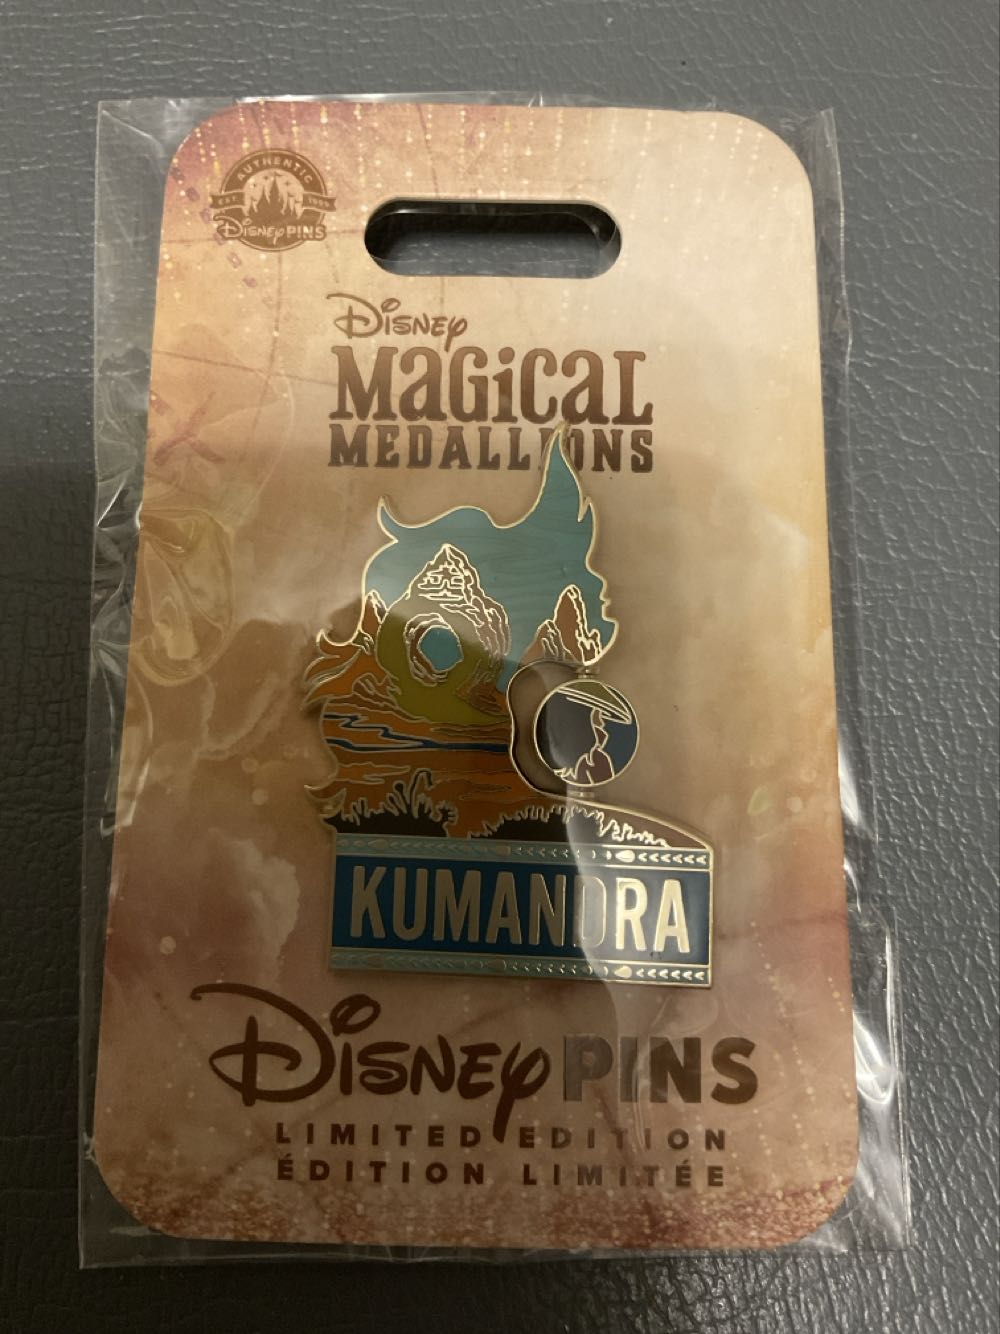 AUTHENTIC
EST. 1999
Disney PINS
Disney
MAGiCAL
MEDALLIONS
KUMANDRA
Disney PINS
LIMITED EDITION
ÉDITION LIMITÉE